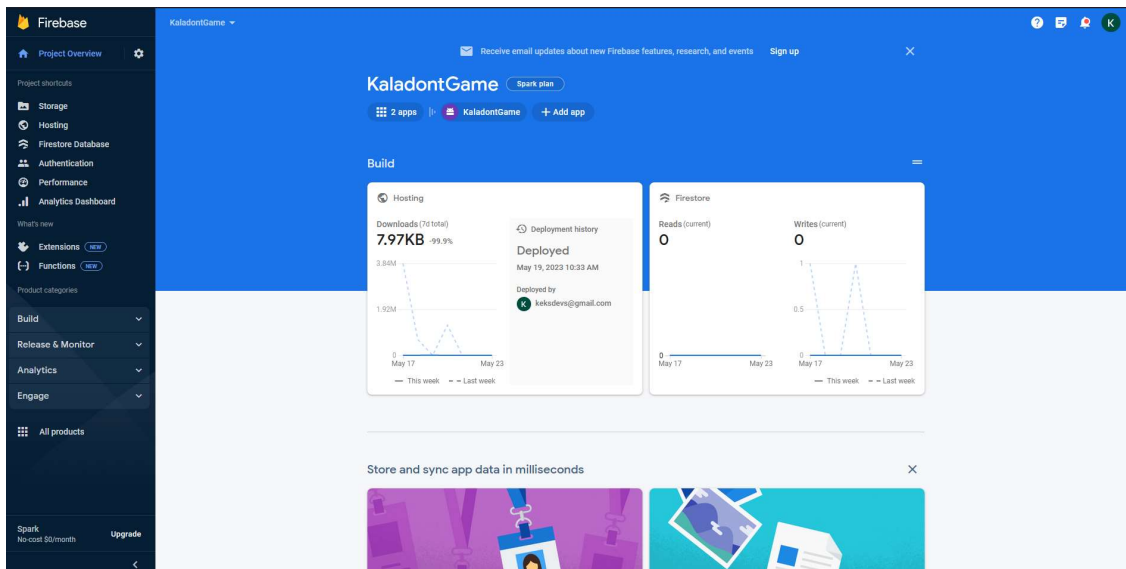 Firebase
Project Overview
Project shortcuts
Storage
Hosting
Firestore Database
Authentication
Performance
Analytics Dashboard
What's new
Extensions NEW
Functions NEW
Product categories
Build
Release & Monitor
Analytics
Engage
All products
Spark
No-cost $0/month
Upgrade
KaladontGame
K
Receive email updates about new Firebase features, research, and events Sign up
KaladontGame Spark plan
2 apps KaladontGame + Add app
Build
Hosting
Downloads (7d total)
7.97KB -99.9%
3.84M
1.92M
0
May 17 May 23
This week Last week
Deployment history
Deployed
May 19, 2023 10:33 AM
Deployed by
K keksdevs@gmail.com
Firestore
Reads (current)
0
0
May 17 May 23
Writes (current)
0
1
0.5
0
May 17 May 23
This week Last week
Store and sync app data in milliseconds